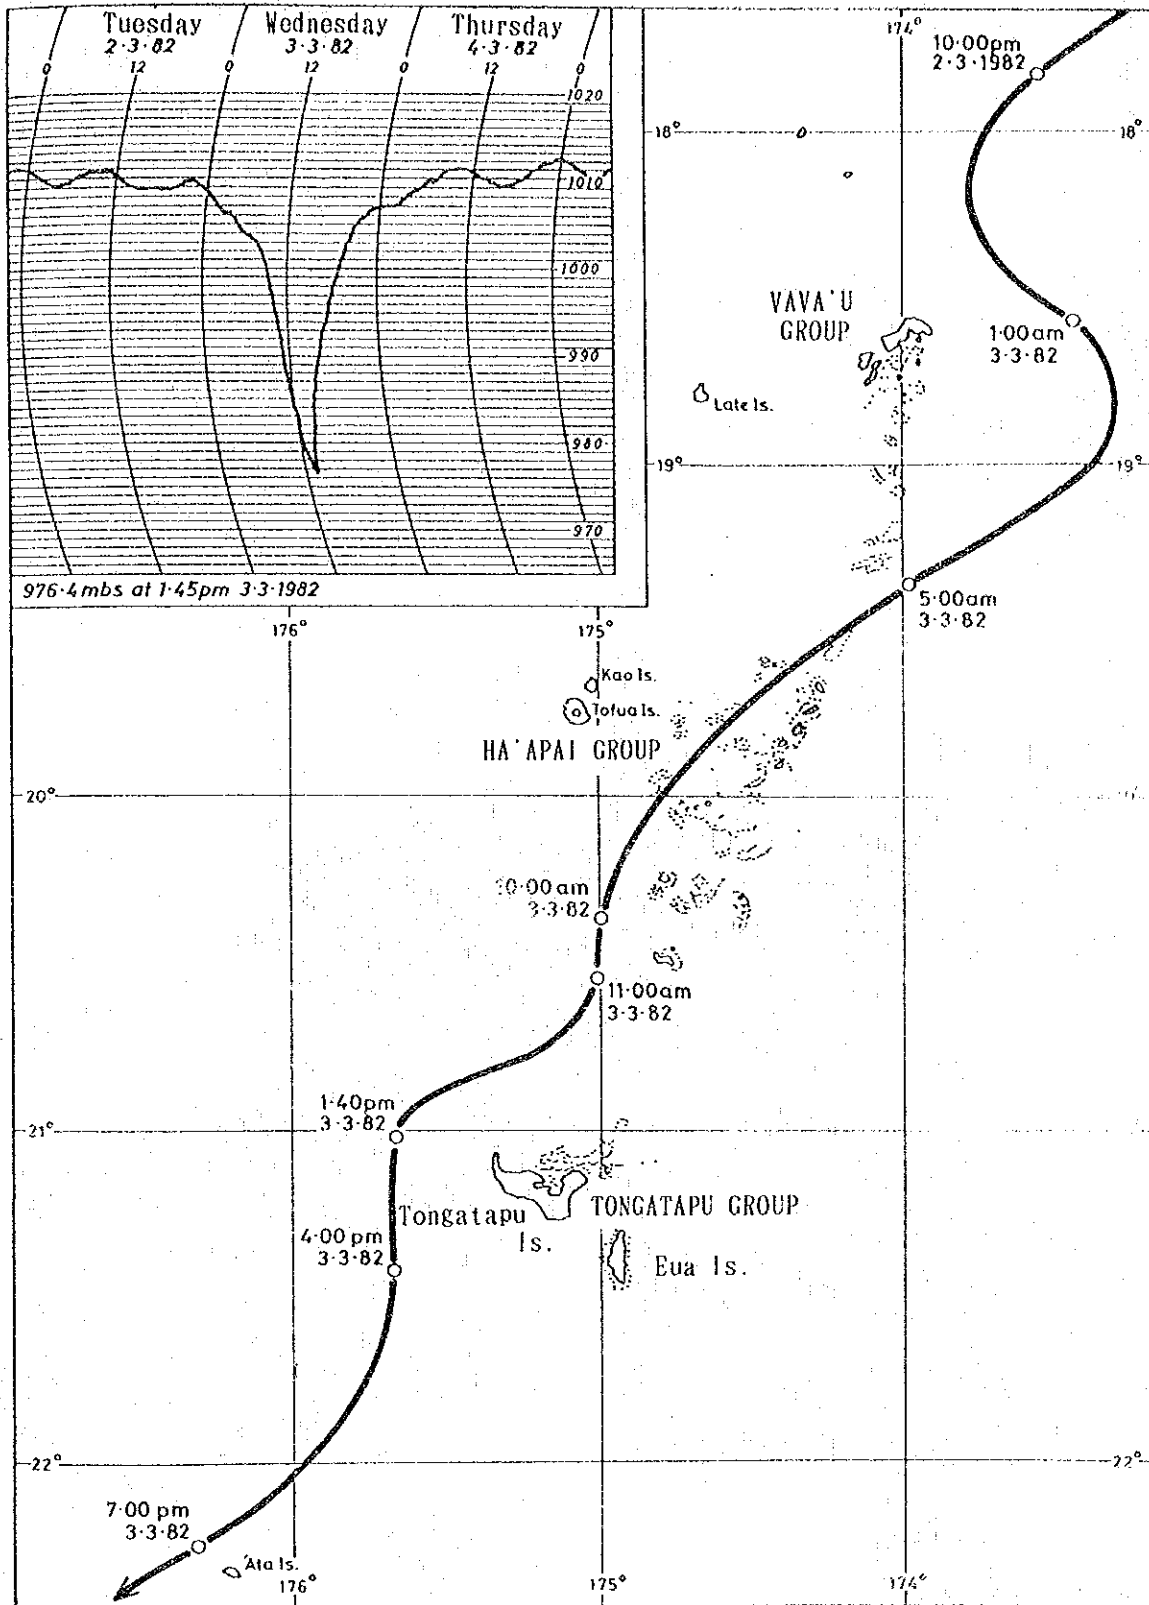 Tuesday Wednesday Thursday
2·3·82 3·3·82 4·3·82
0 12 0 12 0 12 0
1020
1010
1000
990
980
970
976·4 mbs at 1·45pm 3·3·1982
174°
10·00pm
2·3·1982
18° 18°
VAVA'U
GROUP
1·00am
3·3·82
Late Is.
19° 19°
5·00am
3·3·82
176° 175°
Kao Is.
Tofua Is.
HA'APAI GROUP
20°
10·00am
3·3·82
11·00am
3·3·82
1·40pm
3·3·82
21°
Tongatapu
Is.
TONGATAPU GROUP
4·00 pm
3·3·82
Eua Is.
22° 22°
7·00 pm
3·3·82
'Ata Is.
176° 175° 174°